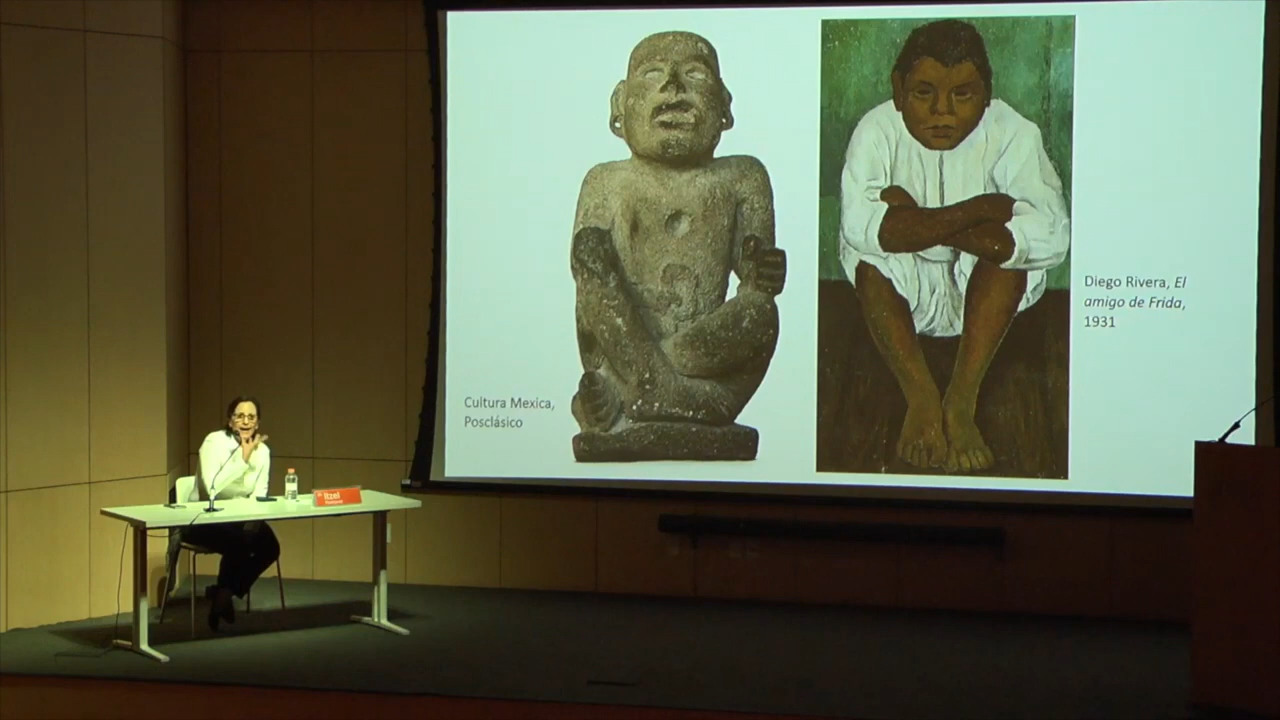 Cultura Mexica,
Posclásico
Diego Rivera, El
amigo de Frida,
1931
Itzel